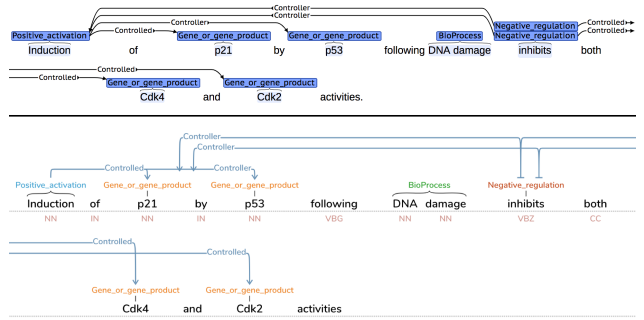 Controlled
Controller
Controlled
Controller Negative_regulation Controlled
Positive_activation Controlled Gene_or_gene_product Controlled Gene_or_gene_product BioProcess Negative_regulation Controlled
Induction of p21 by p53 following DNA damage inhibits both
Controlled
Controlled Gene_or_gene_product Gene_or_gene_product
Cdk4 and Cdk2 activities.
Controller
Controller
Controlled Controller
Positive_activation Gene_or_gene_product Gene_or_gene_product BioProcess Negative_regulation
Induction of p21 by p53 following DNA damage inhibits both
NN IN NN IN NN VBG NN NN VBZ CC
Controlled
Controlled
Gene_or_gene_product Gene_or_gene_product
Cdk4 and Cdk2 activities